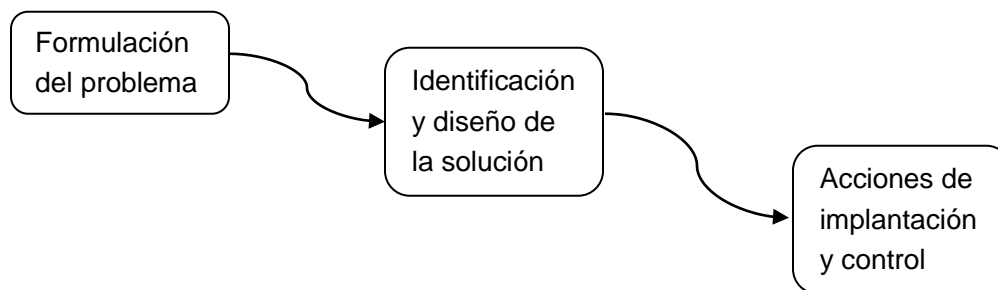 Formulación
del problema
Identificación
y diseño de
la solución
Acciones de
implantación
y control